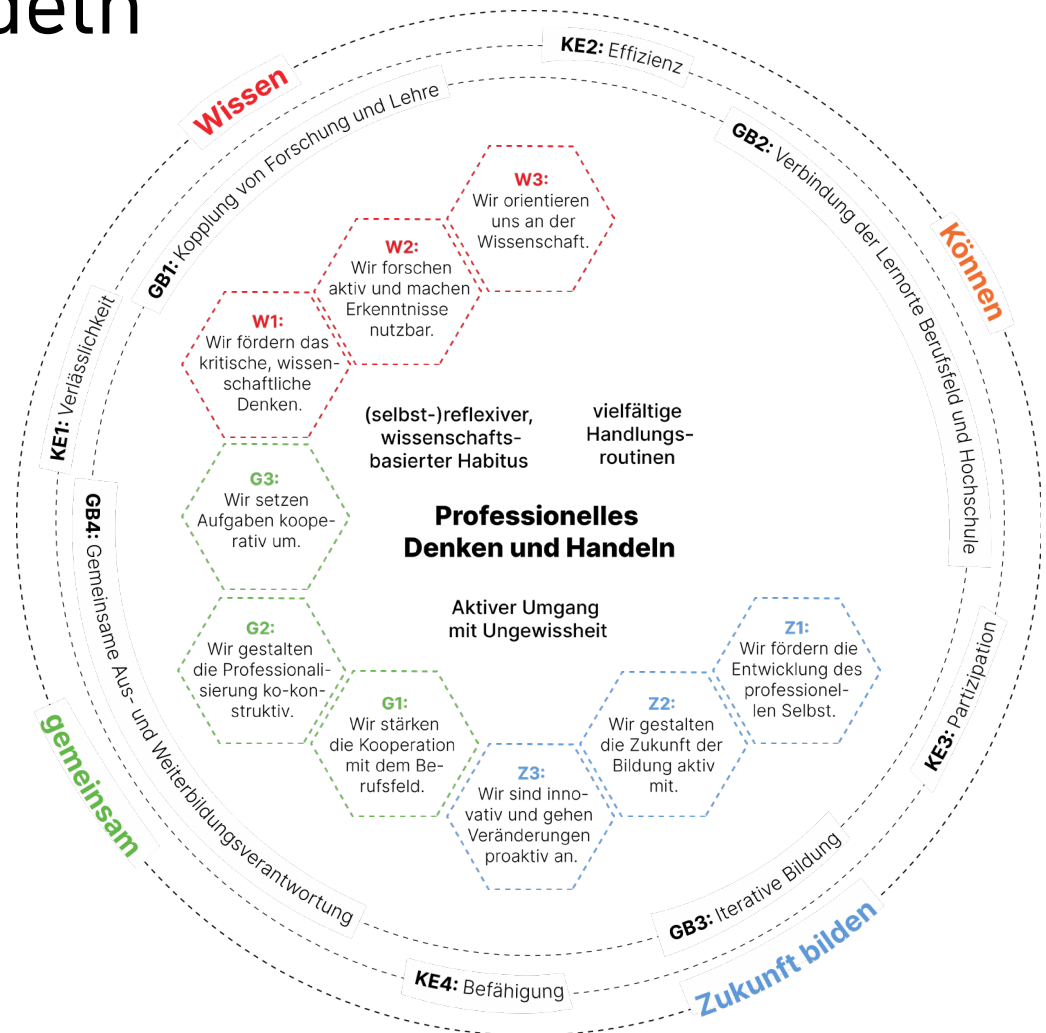 Wissen
KE2: Effizienz
GB1: Kopplung von Forschung und Lehre
GB2: Verbindung der Lernorte Berufsfeld und Hochschule
Können
KE1: Verlässlichkeit
W3:
Wir orientieren
uns an der
Wissenschaft.
W2:
Wir forschen
aktiv und machen
Erkenntnisse
nutzbar.
W1:
Wir fördern das
kritische, wissen-
schaftliche
Denken.
(selbst-)reflexiver,
wissenschafts-
basierter Habitus
vielfältige
Handlungs-
routinen
G3:
Wir setzen
Aufgaben koope-
rativ um.
Professionelles
Denken und Handeln
Aktiver Umgang
mit Ungewissheit
G2:
Wir gestalten
die Professionali-
sierung ko-kon-
struktiv.
G1:
Wir stärken
die Kooperation
mit dem Be-
rufsfeld.
Z3:
Wir sind inno-
vativ und gehen
Veränderungen
proaktiv an.
Z2:
Wir gestalten
die Zukunft der
Bildung aktiv
mit.
Z1:
Wir fördern die
Entwicklung des
professionel-
len Selbst.
KE3: Partizipation
GB4: Gemeinsame Aus- und Weiterbildungsverantwortung
gemeinsam
GB3: Iterative Bildung
Zukunft bilden
KE4: Befähigung